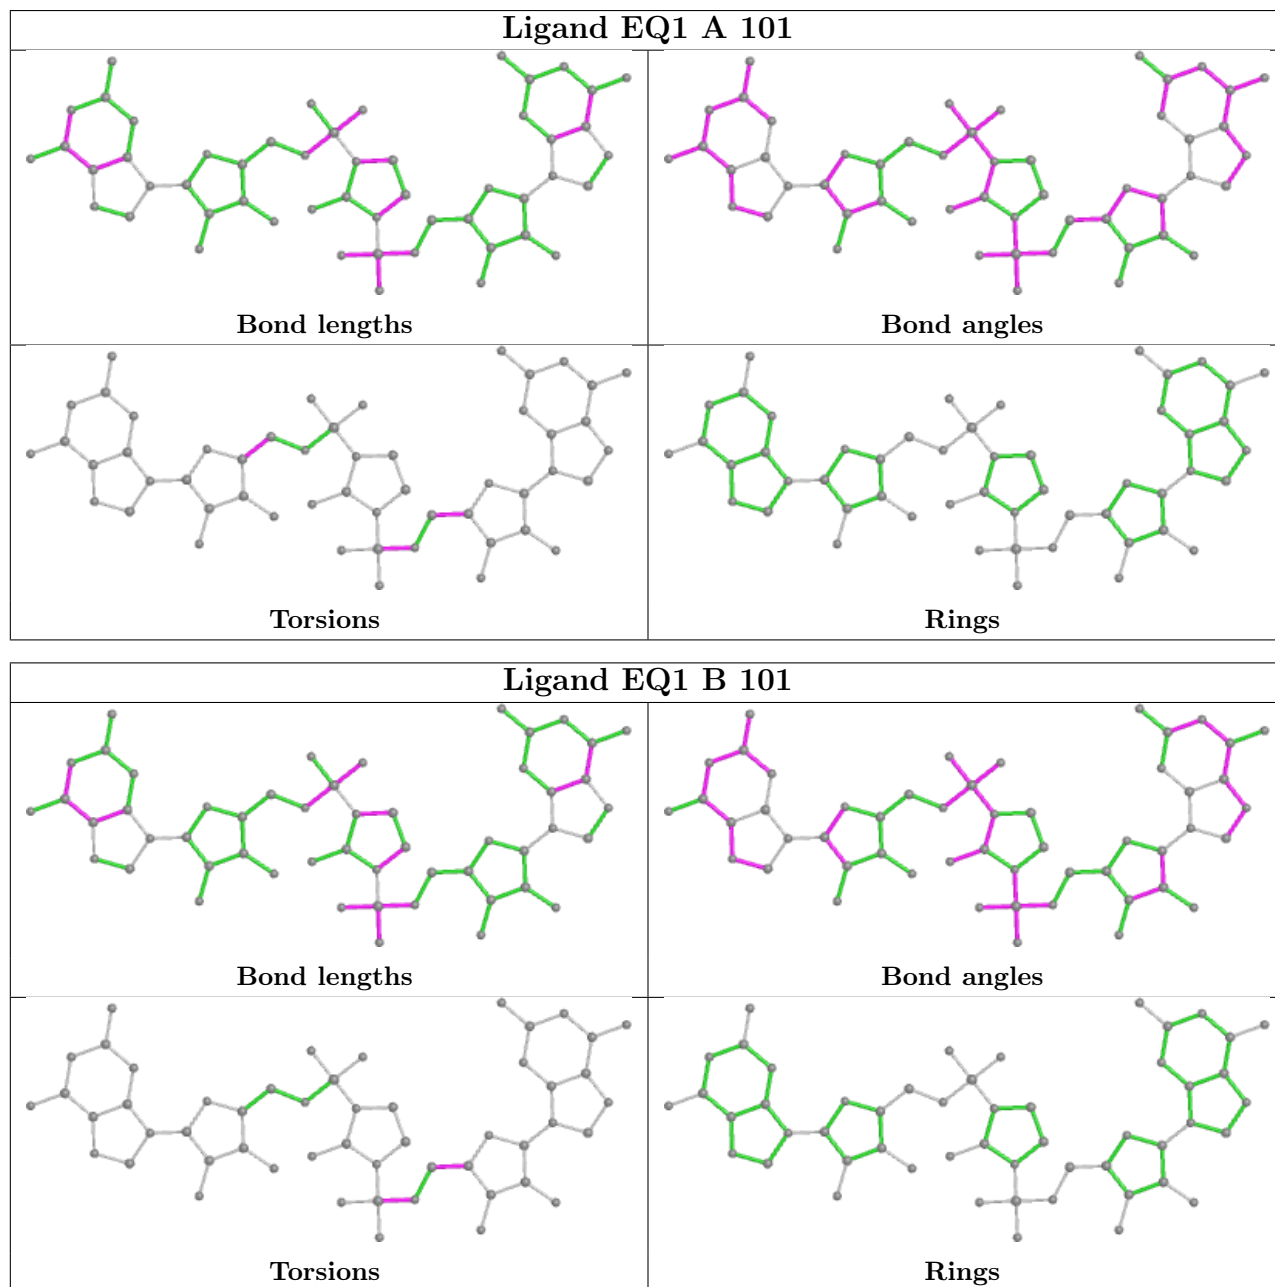 Ligand EQ1 A 101
Bond lengths
Bond angles
Torsions
Rings
Ligand EQ1 B 101
Bond lengths
Bond angles
Torsions
Rings